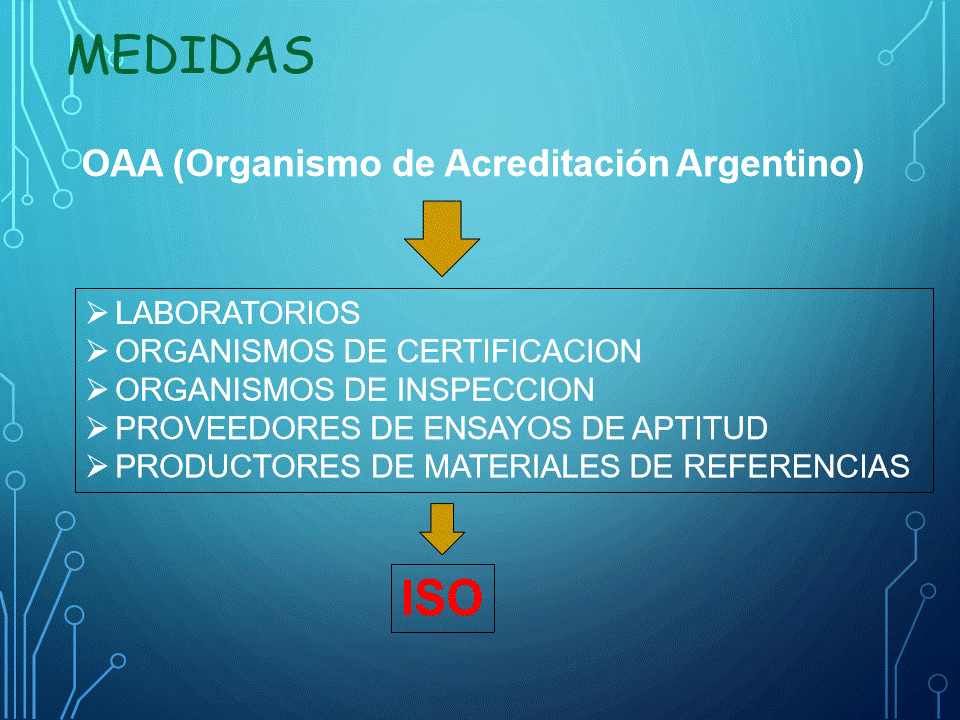 MEDIDAS
OAA (Organismo de Acreditación Argentino)
LABORATORIOS
ORGANISMOS DE CERTIFICACION
ORGANISMOS DE INSPECCION
PROVEEDORES DE ENSAYOS DE APTITUD
PRODUCTORES DE MATERIALES DE REFERENCIAS
ISO